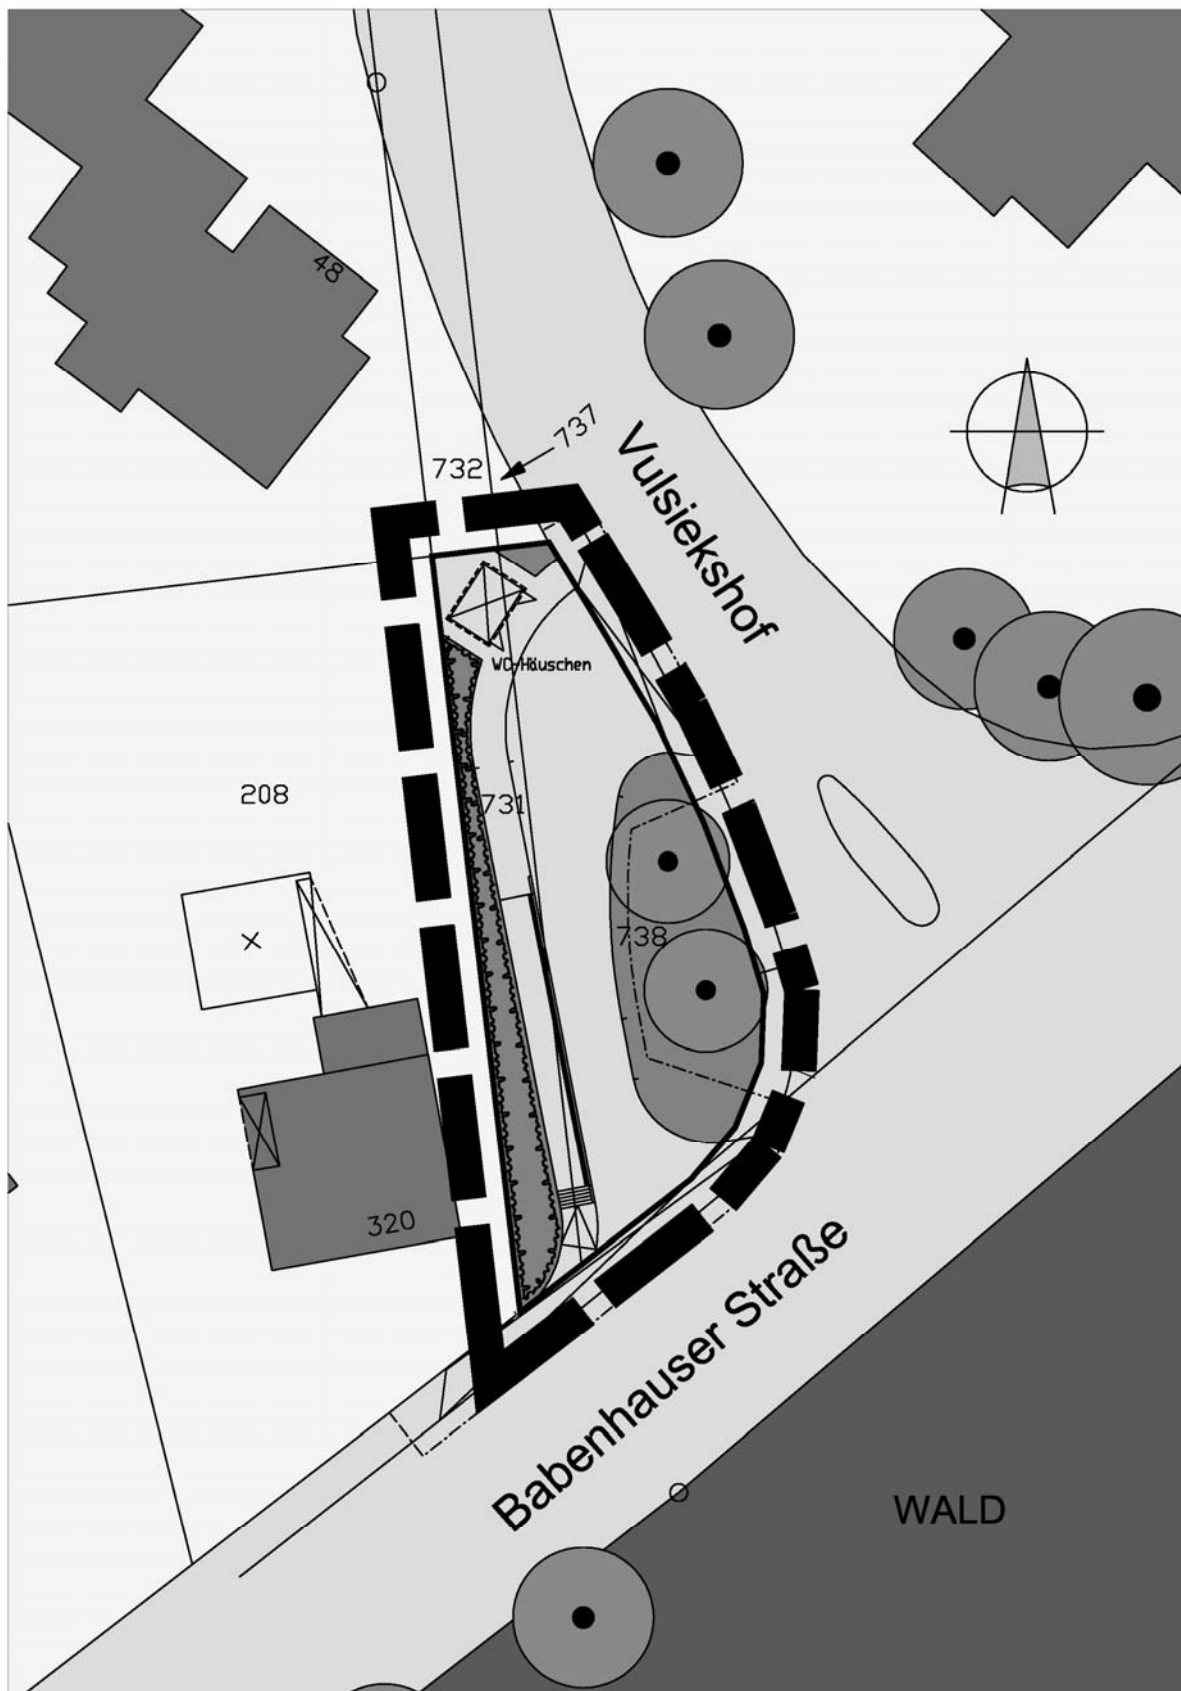 48
737
732
Vulsiekshof
WC-Häuschen
208
731
738
320
Babenhauser Straße
WALD